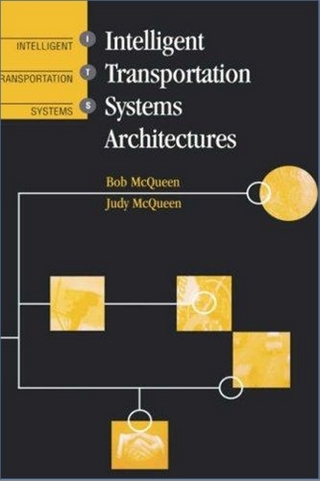 INTELLIGENT I
RANSPORTATION T
SYSTEMS S
Intelligent
Transportation
Systems
Architectures
Bob McQueen
Judy McQueen